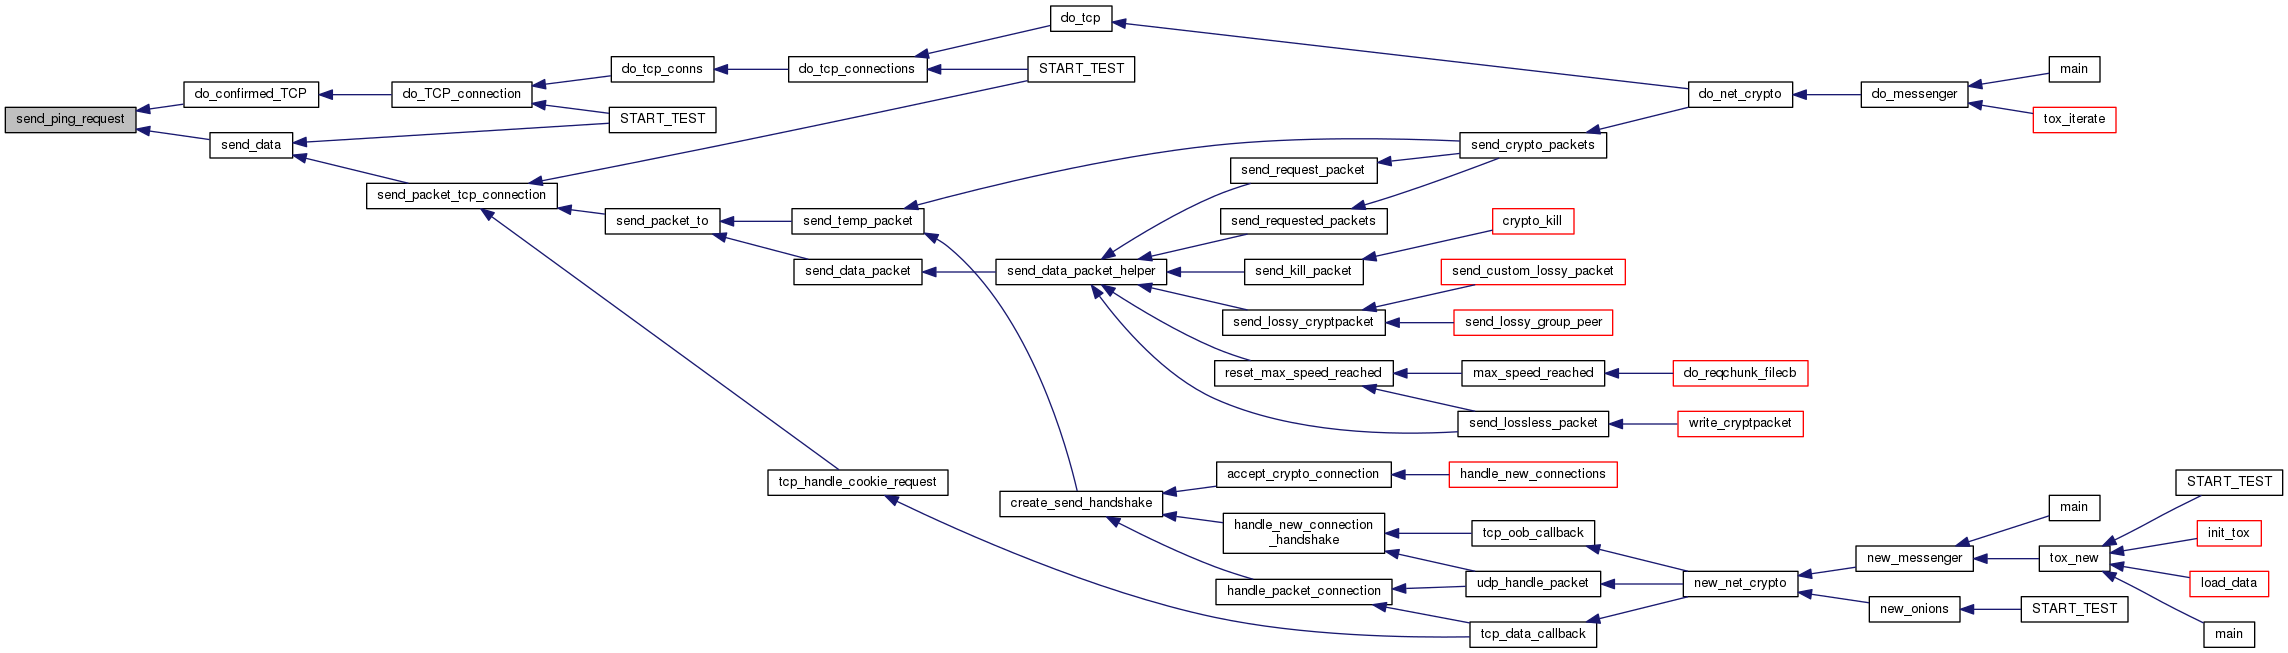 do_tcp
do_tcp_conns
do_tcp_connections
START_TEST
main
do_confirmed_TCP
do_TCP_connection
do_net_crypto
do_messenger
send_ping_request
START_TEST
tox_iterate
send_data
send_crypto_packets
send_request_packet
send_packet_tcp_connection
send_packet_to
send_temp_packet
send_requested_packets
crypto_kill
send_data_packet
send_data_packet_helper
send_kill_packet
send_custom_lossy_packet
send_lossy_cryptpacket
send_lossy_group_peer
reset_max_speed_reached
max_speed_reached
do_reqchunk_filecb
send_lossless_packet
write_cryptpacket
tcp_handle_cookie_request
accept_crypto_connection
handle_new_connections
START_TEST
create_send_handshake
main
handle_new_connection
_handshake
tcp_oob_callback
init_tox
new_messenger
tox_new
handle_packet_connection
udp_handle_packet
new_net_crypto
load_data
new_onions
START_TEST
tcp_data_callback
main